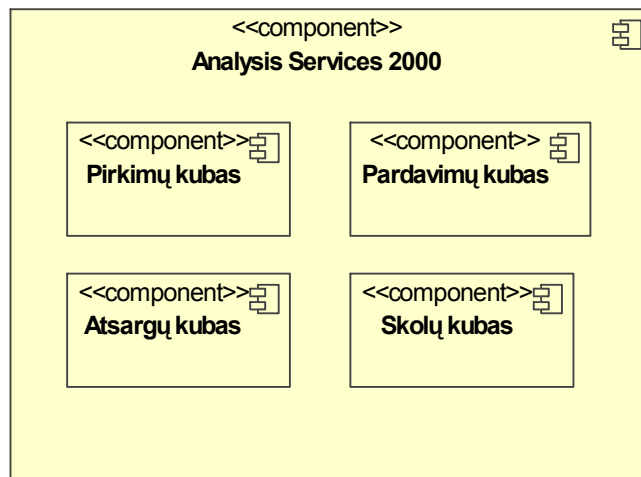 <<component>>
Analysis Services 2000
<<component>>
Pirkimų kubas
<<component>>
Pardavimų kubas
<<component>>
Atsargų kubas
<<component>>
Skolų kubas